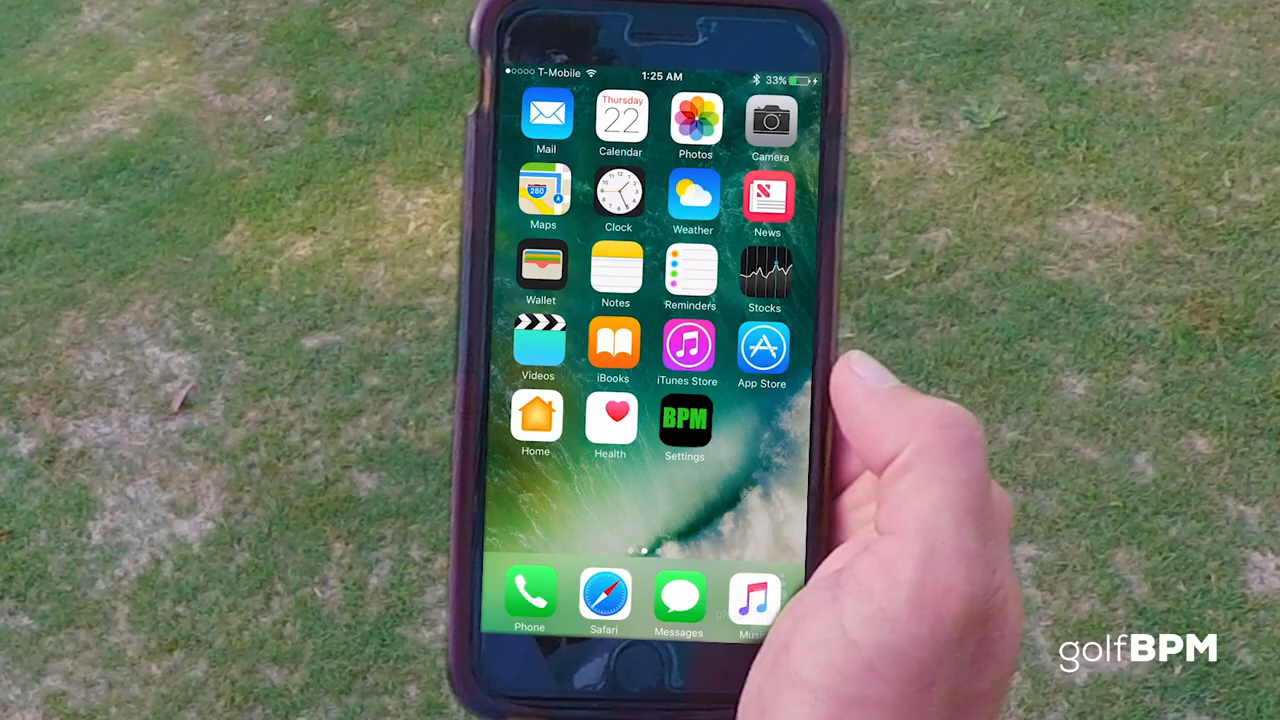 T-Mobile 1:25 AM 33%
Thursday
22
Mail Calendar Photos Camera
280
Maps Clock Weather News
Wallet Notes Reminders Stocks
Videos iBooks iTunes Store App Store
BPM
Home Health Settings
Phone Safari Messages Music
golfBPM